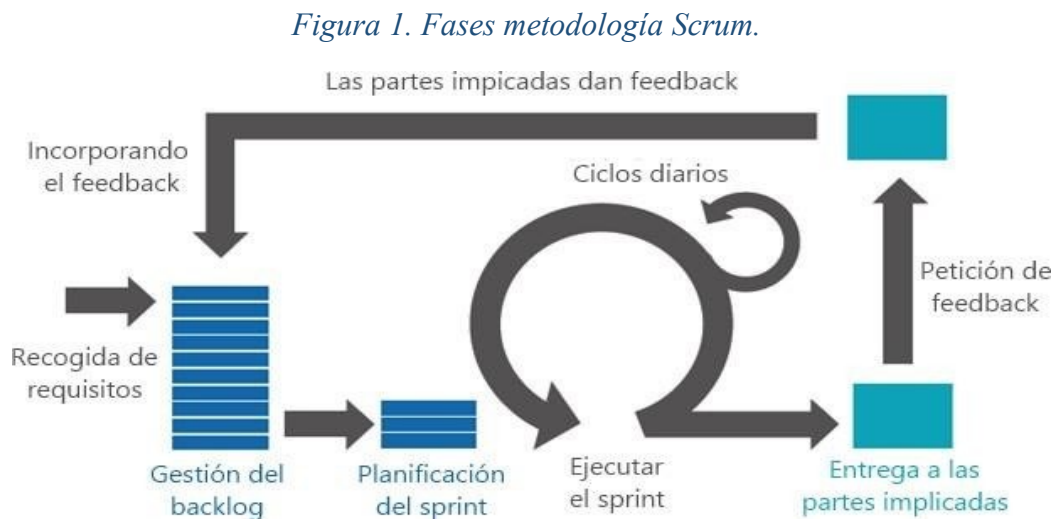 Figura 1. Fases metodología Scrum.
Las partes impicadas dan feedback
Incorporando
el feedback
Ciclos diarios
Petición de
feedback
Recogida de
requisitos
Gestión del
backlog
Planificación
del sprint
Ejecutar
el sprint
Entrega a las
partes implicadas